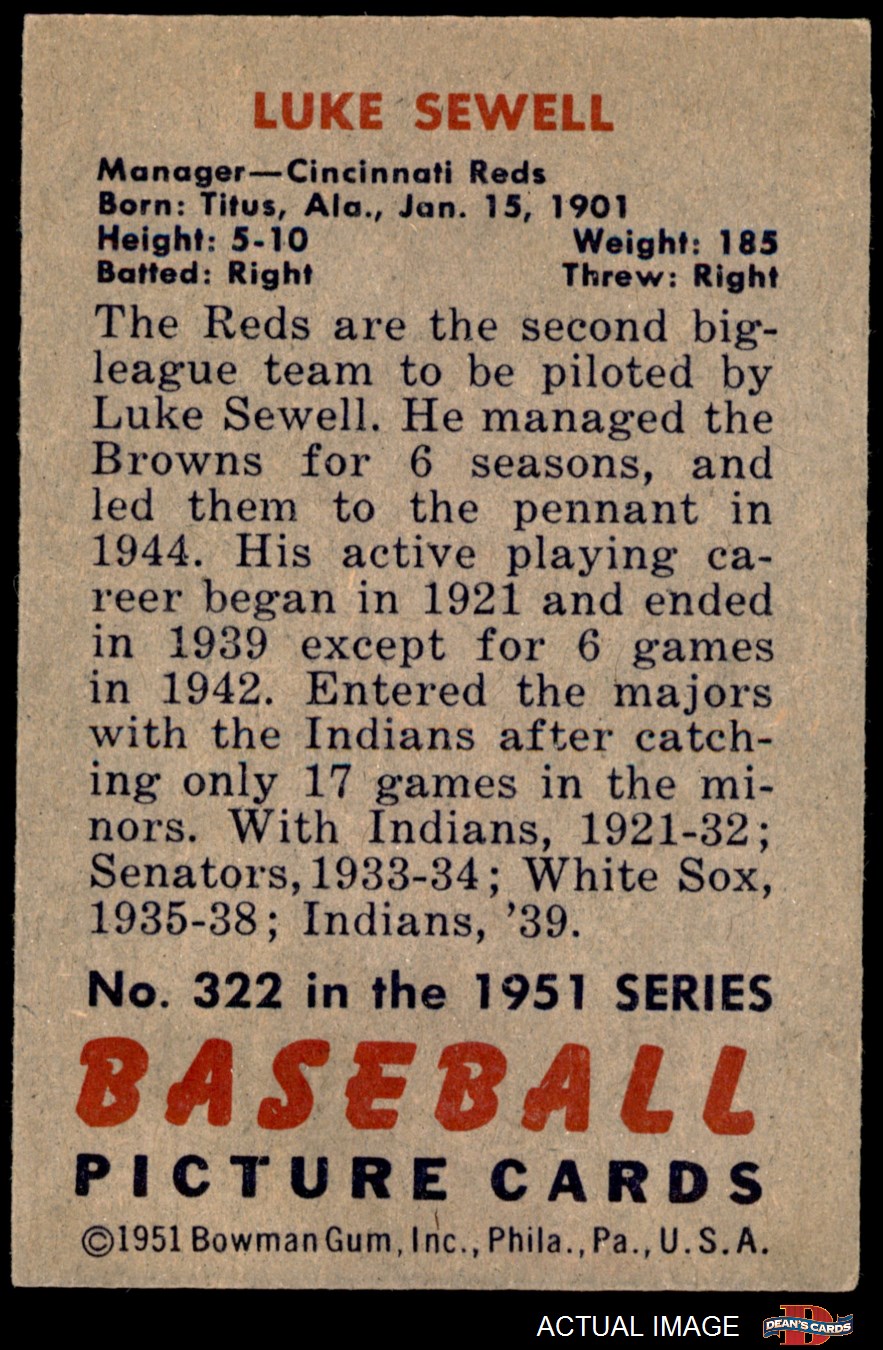 LUKE SEWELL
Manager—Cincinnati Reds
Born: Titus, Ala., Jan. 15, 1901
Height: 5-10 Weight: 185
Batted: Right Threw: Right
The Reds are the second big-
league team to be piloted by
Luke Sewell. He managed the
Browns for 6 seasons, and
led them to the pennant in
1944. His active playing ca-
reer began in 1921 and ended
in 1939 except for 6 games
in 1942. Entered the majors
with the Indians after catch-
ing only 17 games in the mi-
nors. With Indians, 1921-32;
Senators, 1933-34; White Sox,
1935-38; Indians, '39.
No. 322 in the 1951 SERIES
BASEBALL
PICTURE CARDS
©1951 Bowman Gum, Inc., Phila., Pa., U.S.A.
ACTUAL IMAGE
DEAN'S CARDS